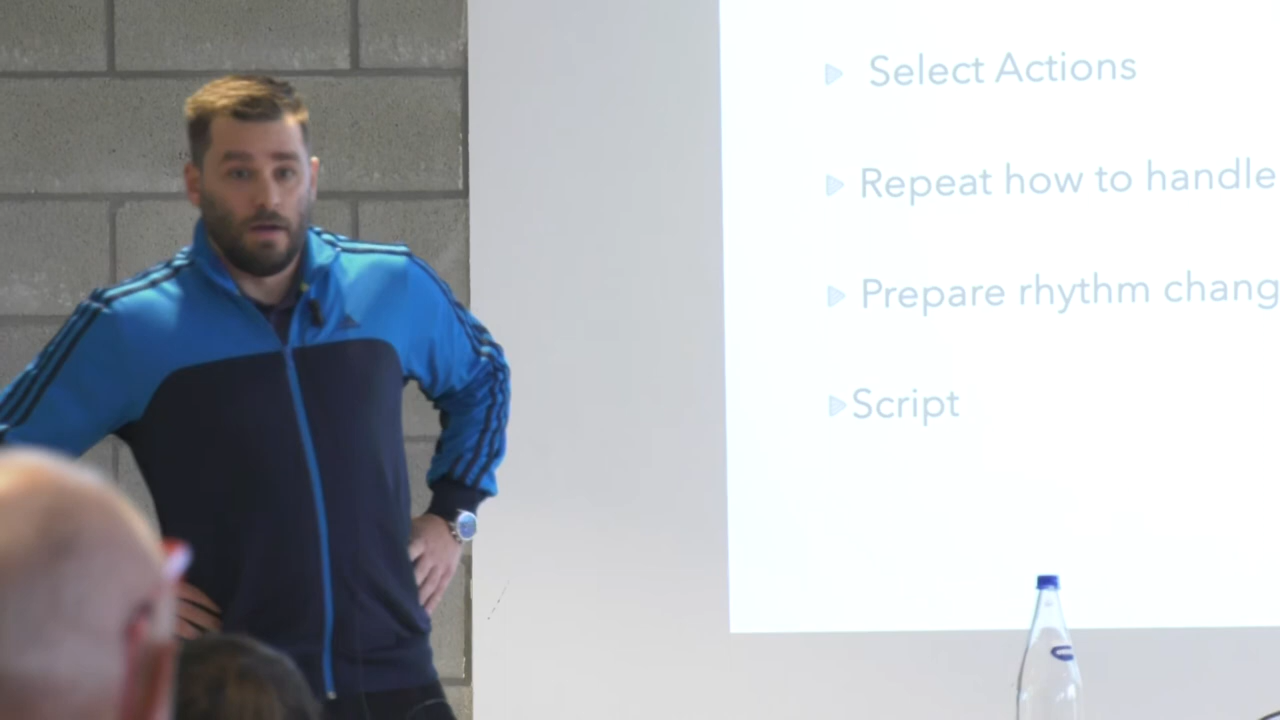 Select Actions
Repeat how to handle
Prepare rhythm chang
Script